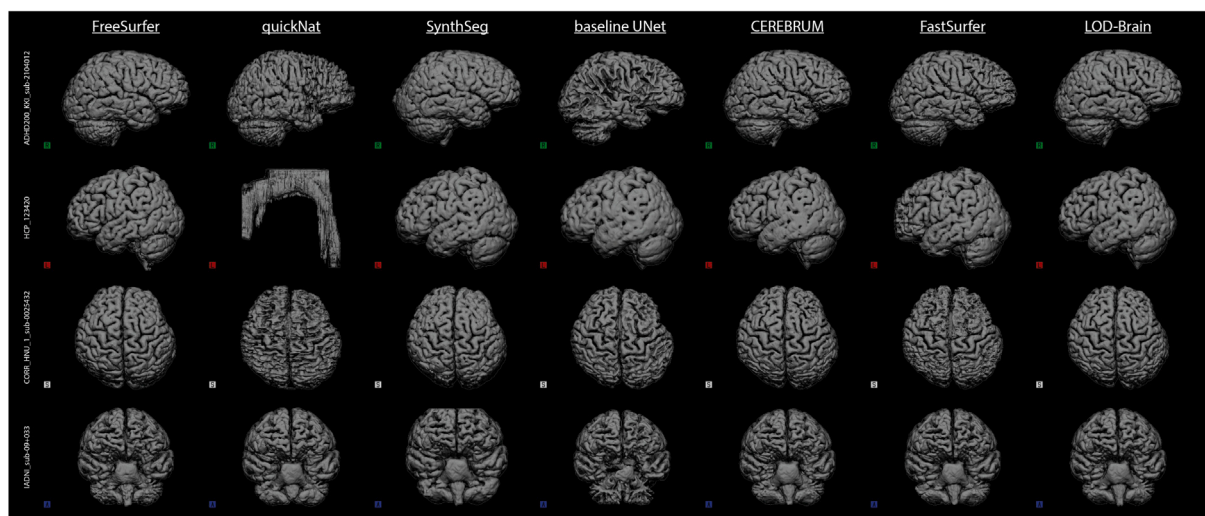 FreeSurfer quickNat SynthSeg baseline UNet CEREBRUM FastSurfer LOD-Brain
ADHD200_KKI_sub-2104012
HCP_123420
CORR_HNU_1_sub-0025432
IADNI_sub-09+033